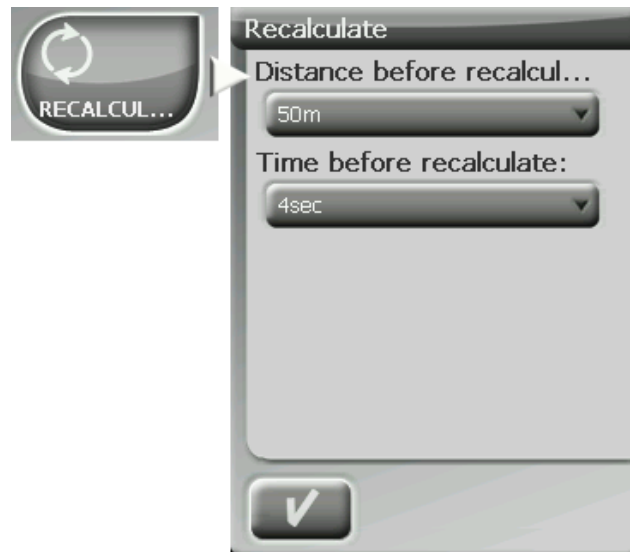 RECALCUL...
Recalculate
Distance before recalcul...
50m
Time before recalculate:
4sec